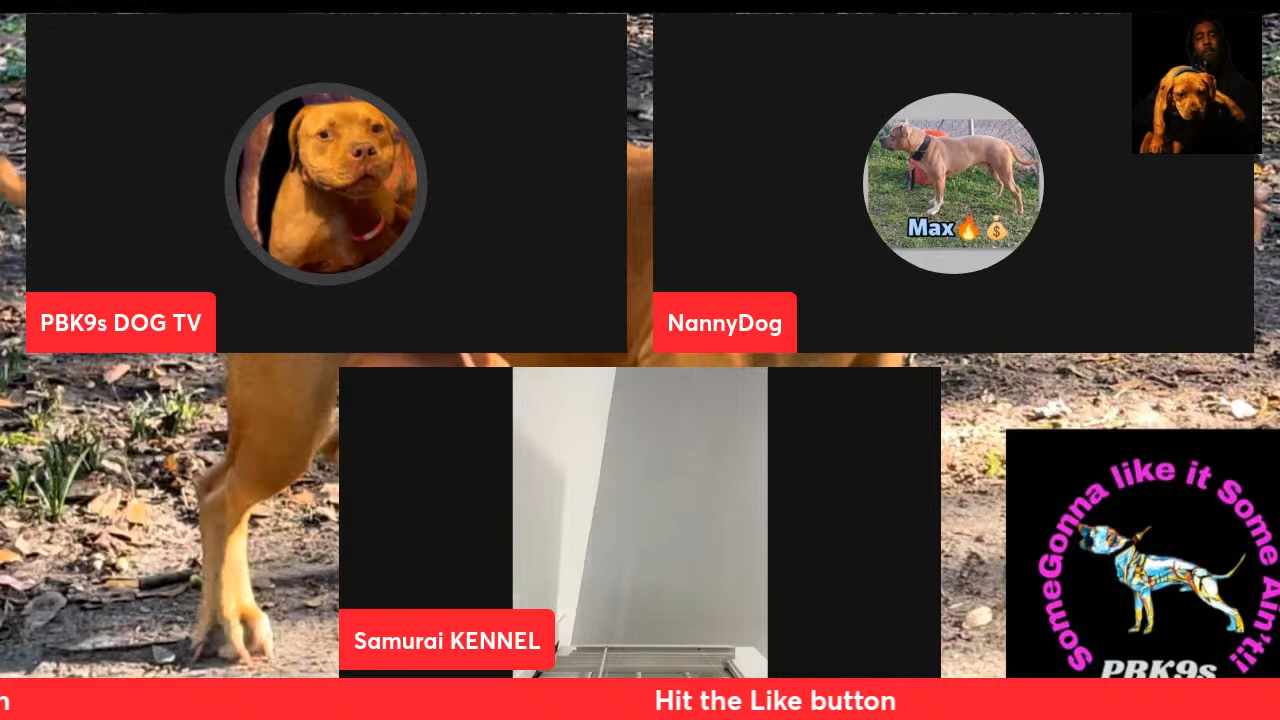 Max🔥💰
PBK9s DOG TV
NannyDog
Samurai KENNEL
SomeGonna like it Some Ain't!!
PBK9s
n
Hit the Like button